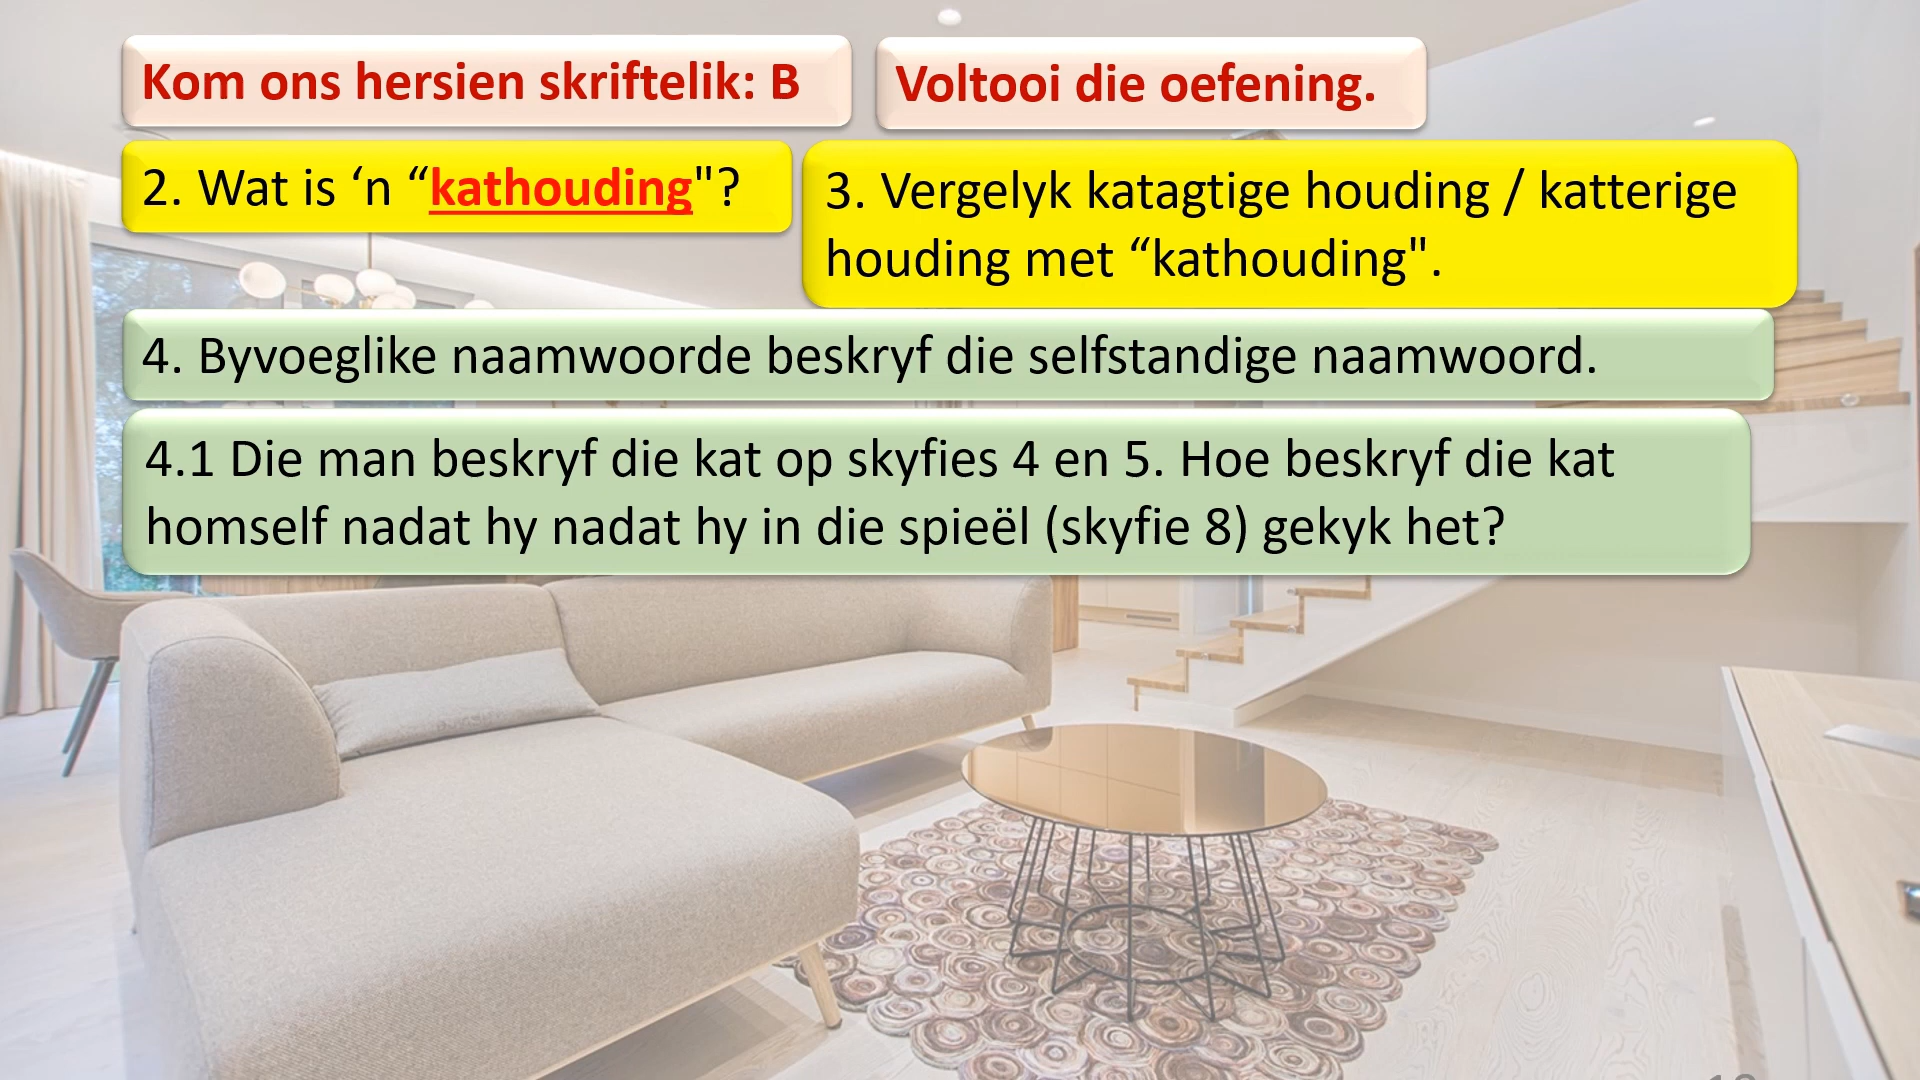 Kom ons hersien skriftelik: B
Voltooi die oefening.
2. Wat is ‘n “kathouding"?
3. Vergelyk katagtige houding / katterige
houding met “kathouding".
4. Byvoeglike naamwoorde beskryf die selfstandige naamwoord.
4.1 Die man beskryf die kat op skyfies 4 en 5. Hoe beskryf die kat
homself nadat hy nadat hy in die spieël (skyfie 8) gekyk het?